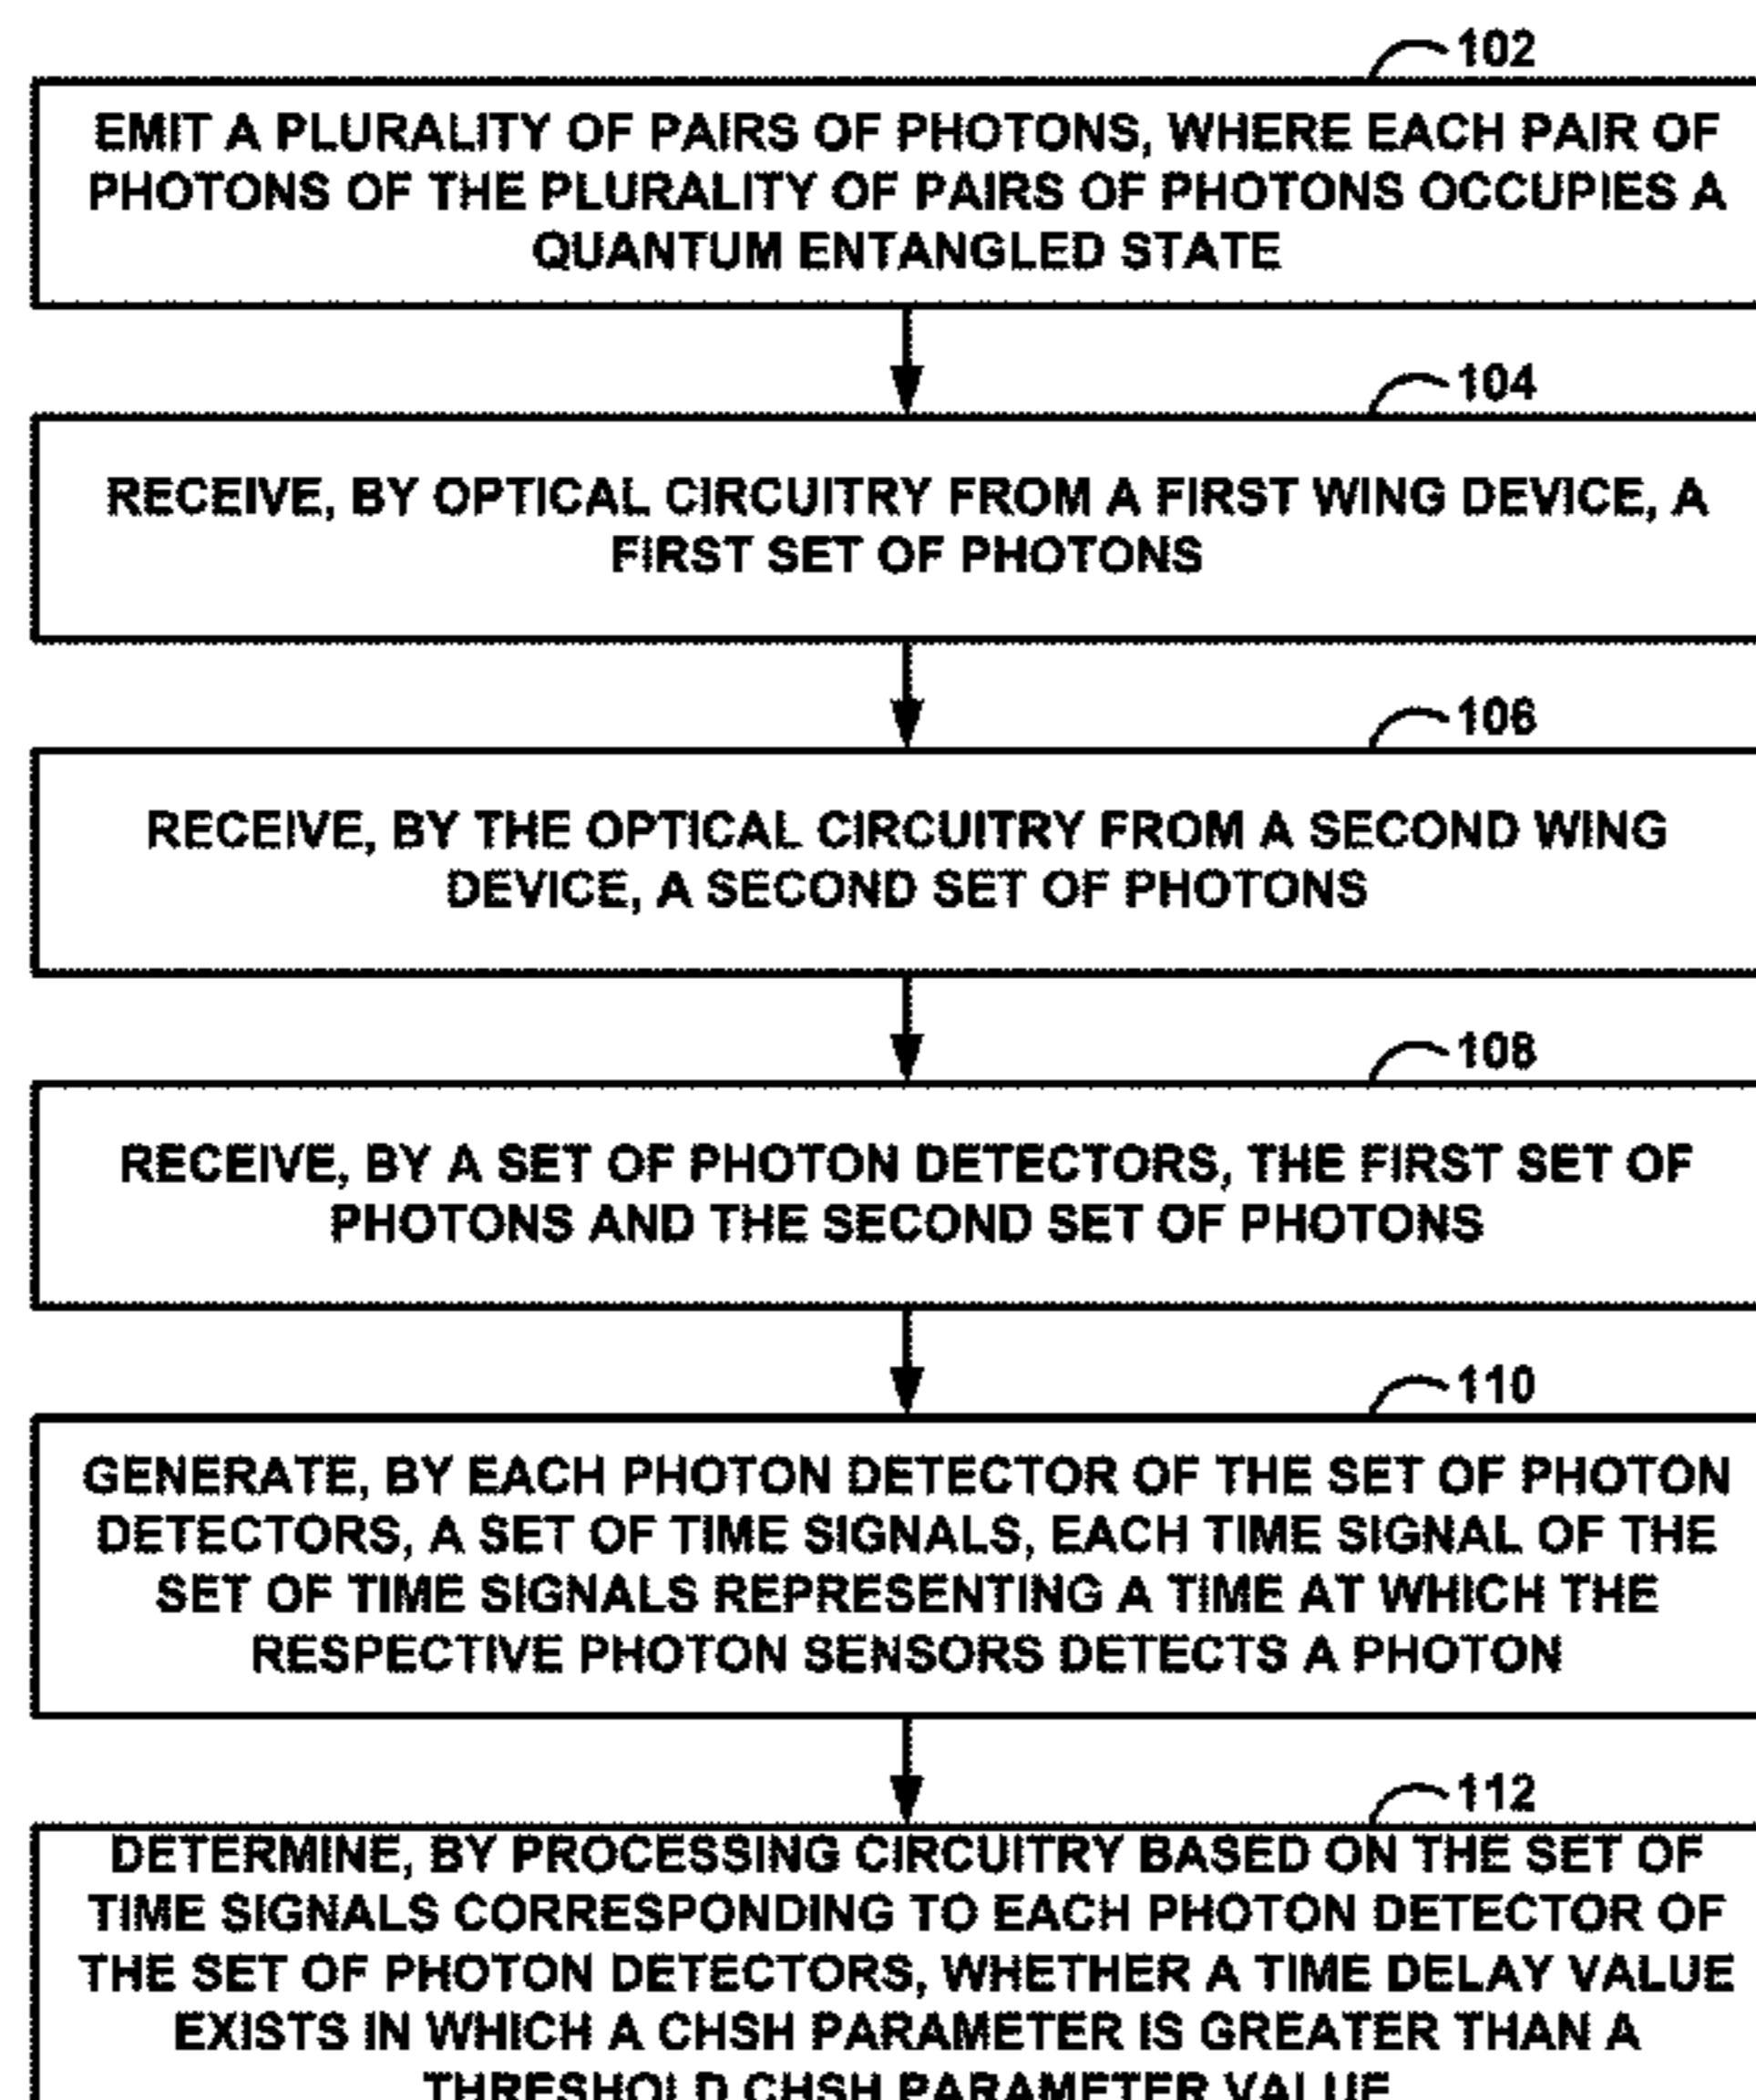 102
EMIT A PLURALITY OF PAIRS OF PHOTONS, WHERE EACH PAIR OF
PHOTONS OF THE PLURALITY OF PAIRS OF PHOTONS OCCUPIES A
QUANTUM ENTANGLED STATE
104
RECEIVE, BY OPTICAL CIRCUITRY FROM A FIRST WING DEVICE, A
FIRST SET OF PHOTONS
106
RECEIVE, BY THE OPTICAL CIRCUITRY FROM A SECOND WING
DEVICE, A SECOND SET OF PHOTONS
108
RECEIVE, BY A SET OF PHOTON DETECTORS, THE FIRST SET OF
PHOTONS AND THE SECOND SET OF PHOTONS
110
GENERATE, BY EACH PHOTON DETECTOR OF THE SET OF PHOTON
DETECTORS, A SET OF TIME SIGNALS, EACH TIME SIGNAL OF THE
SET OF TIME SIGNALS REPRESENTING A TIME AT WHICH THE
RESPECTIVE PHOTON SENSORS DETECTS A PHOTON
112
DETERMINE, BY PROCESSING CIRCUITRY BASED ON THE SET OF
TIME SIGNALS CORRESPONDING TO EACH PHOTON DETECTOR OF
THE SET OF PHOTON DETECTORS, WHETHER A TIME DELAY VALUE
EXISTS IN WHICH A CHSH PARAMETER IS GREATER THAN A
THRESHOLD CHSH PARAMETER VALUE